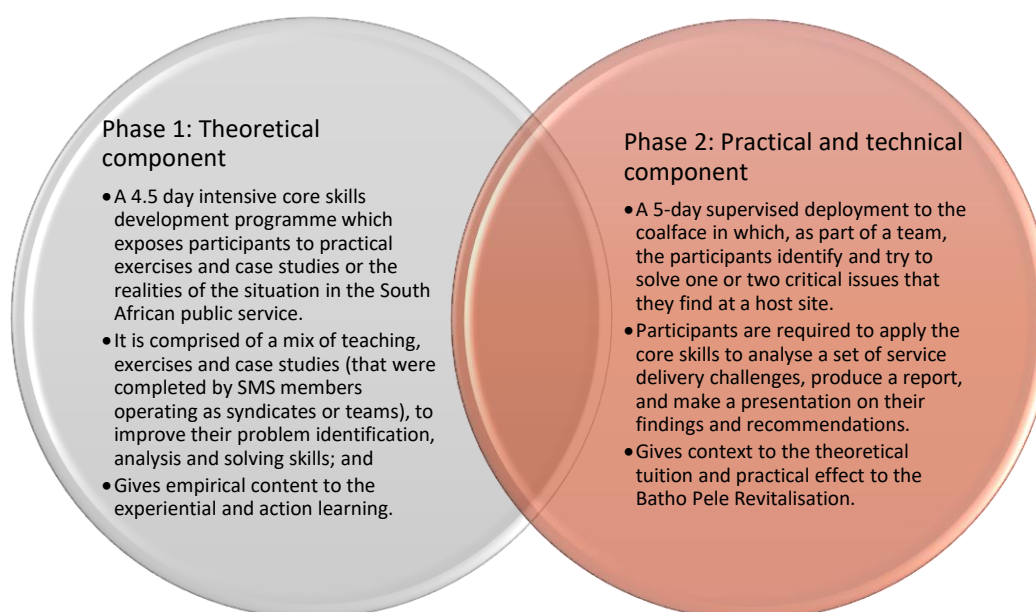 Phase 1: Theoretical
component
•A 4.5 day intensive core skills
development programme which
exposes participants to practical
exercises and case studies or the
realities of the situation in the South
African public service.
•It is comprised of a mix of teaching,
exercises and case studies (that were
completed by SMS members
operating as syndicates or teams), to
improve their problem identification,
analysis and solving skills; and
•Gives empirical content to the
experiential and action learning.
Phase 2: Practical and technical
component
•A 5-day supervised deployment to the
coalface in which, as part of a team,
the participants identify and try to
solve one or two critical issues that
they find at a host site.
•Participants are required to apply the
core skills to analyse a set of service
delivery challenges, produce a report,
and make a presentation on their
findings and recommendations.
•Gives context to the theoretical
tuition and practical effect to the
Batho Pele Revitalisation.